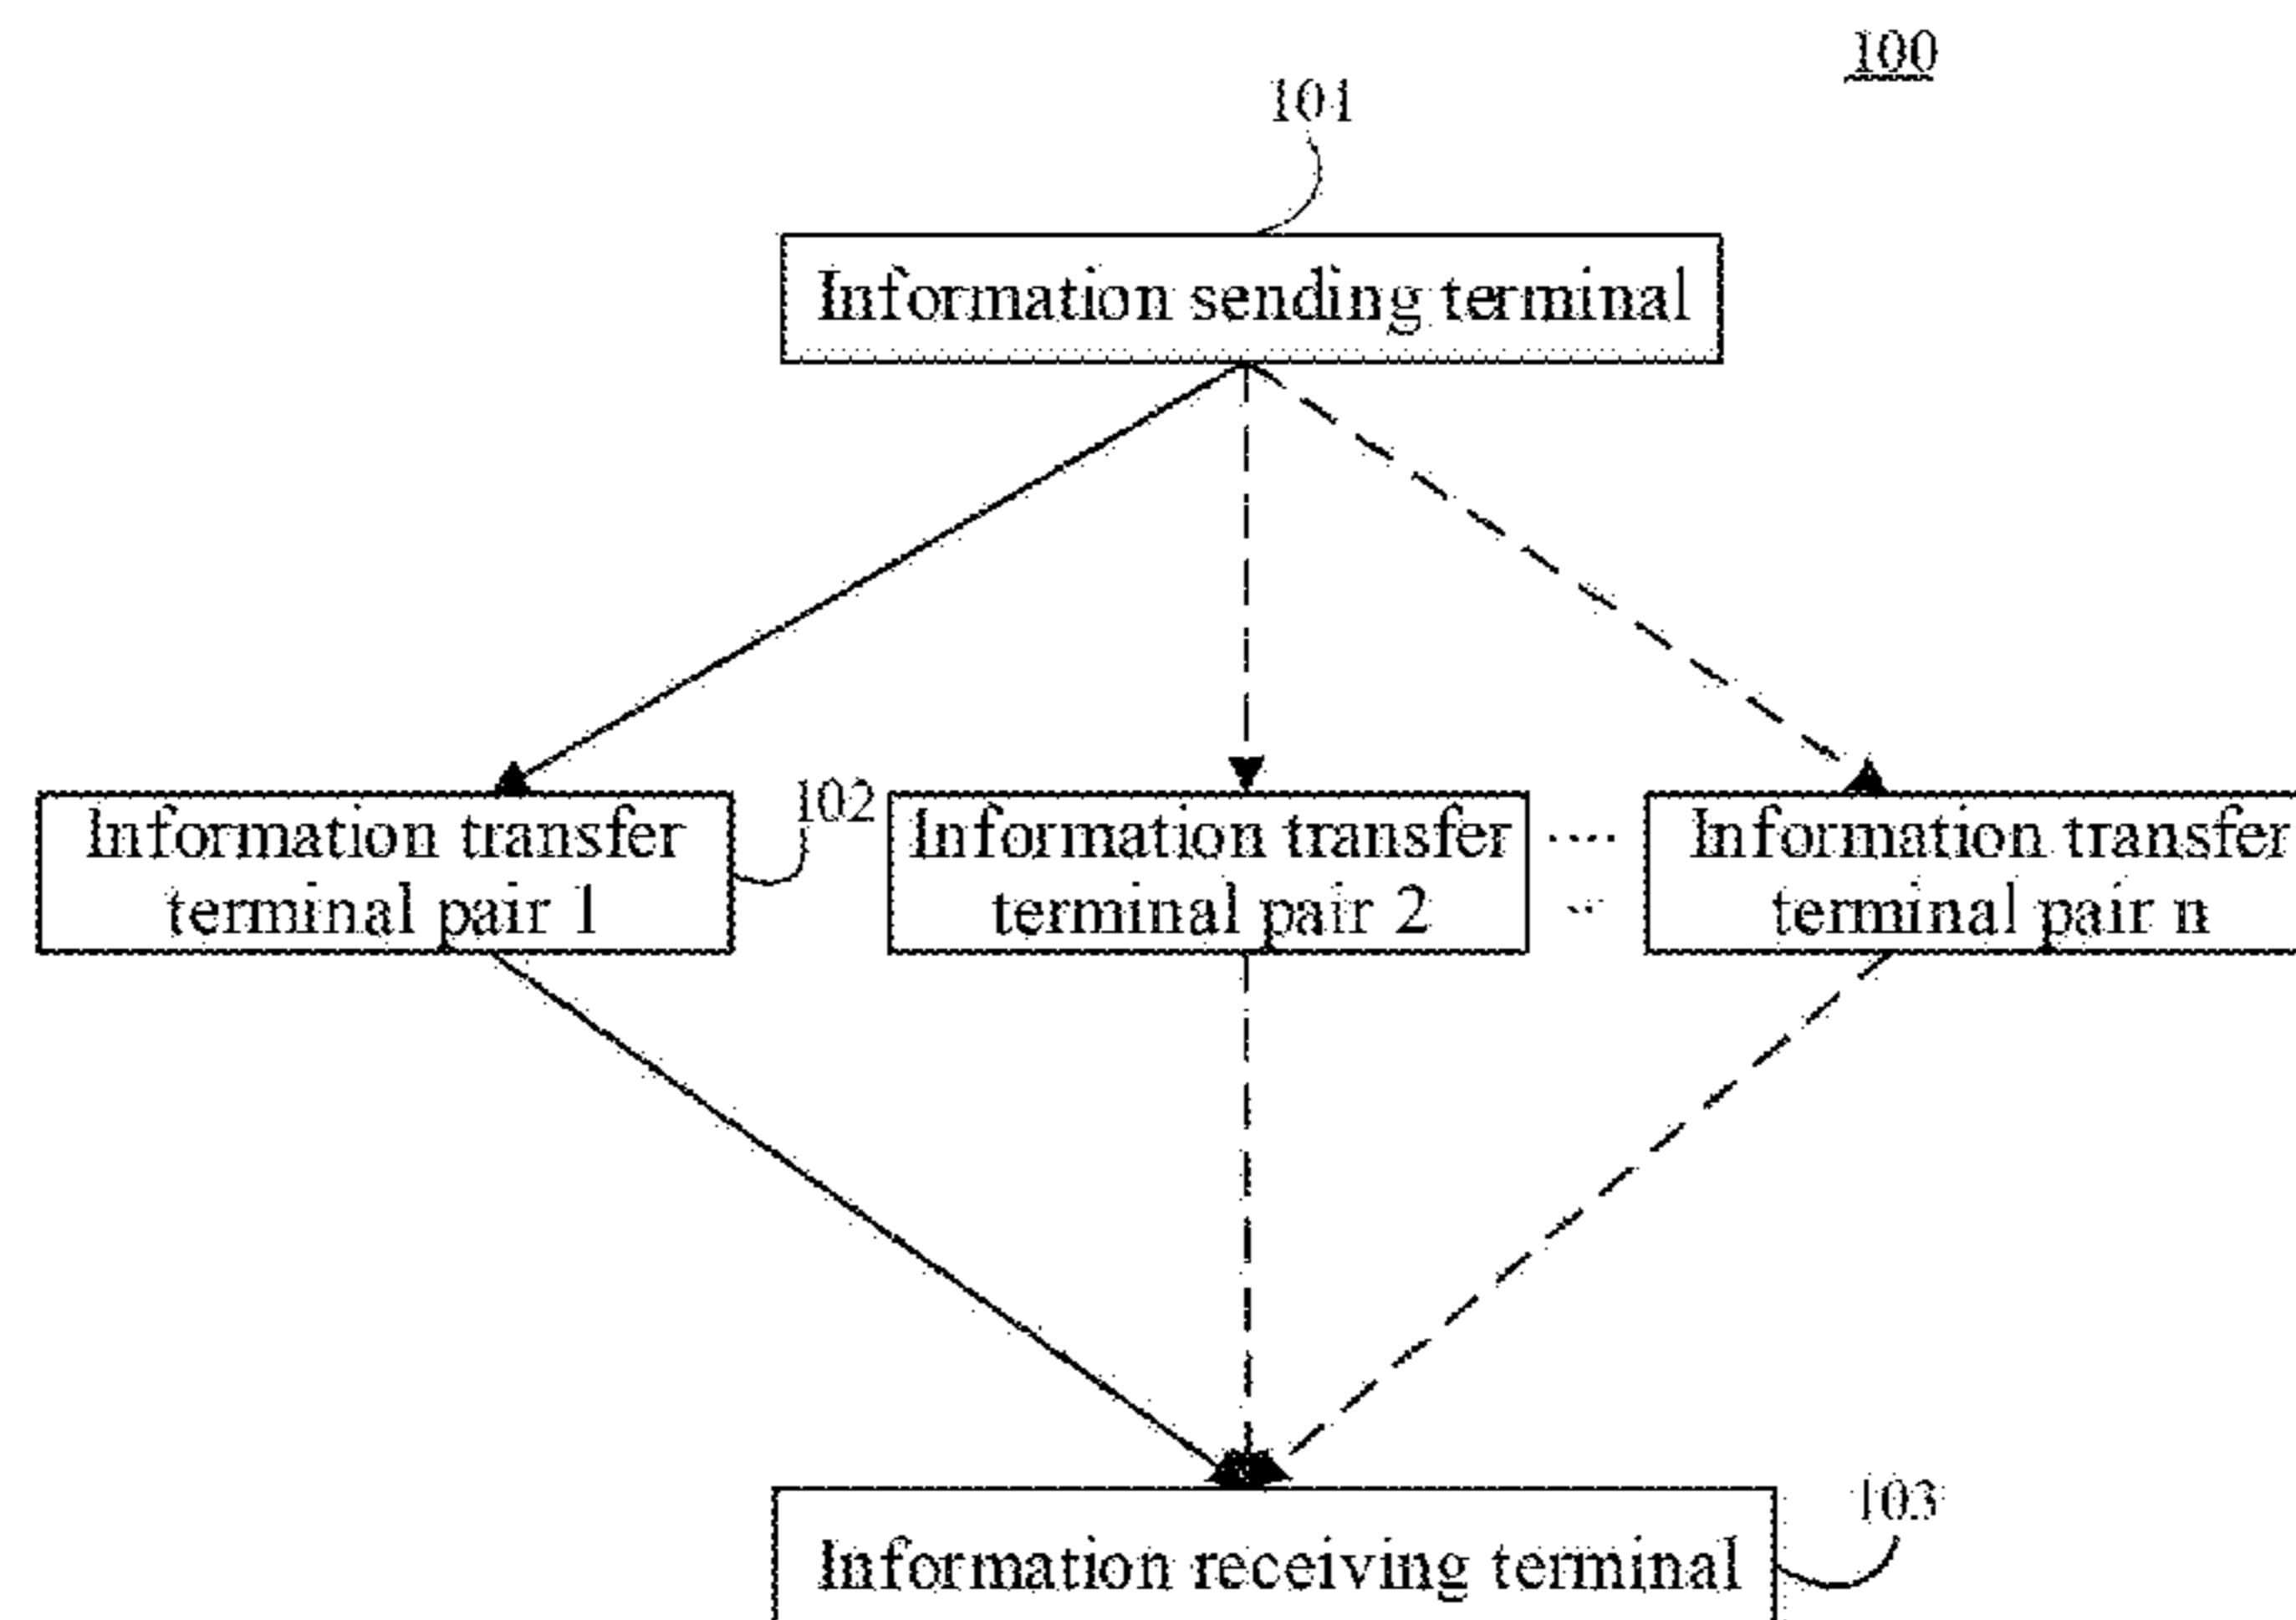 100
101
Information sending terminal
Information transfer
terminal pair 1
102
Information transfer
terminal pair 2
.....
..
Information transfer
terminal pair n
Information receiving terminal
103